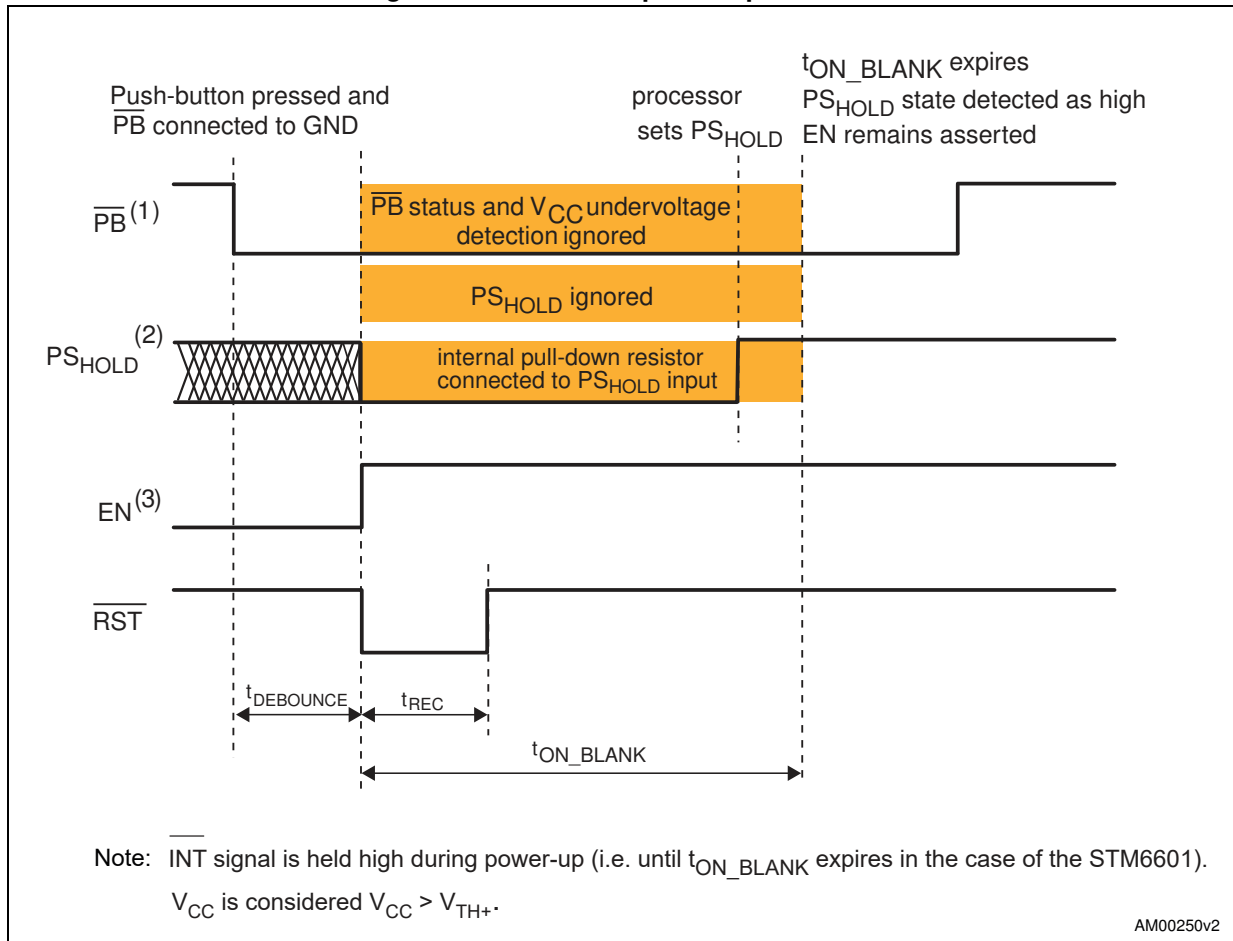 tON_BLANK expires
Push-button pressed and
PB connected to GND
processor
sets PSHOLD
PSHOLD state detected as high
EN remains asserted
PB(1)
PB status and VCC undervoltage
detection ignored
PSHOLD ignored
PSHOLD(2)
internal pull-down resistor
connected to PSHOLD input
EN(3)
RST
tDEBOUNCE
tREC
tON_BLANK
Note: INT signal is held high during power-up (i.e. until tON_BLANK expires in the case of the STM6601).
VCC is considered VCC > VTH+.
AM00250v2